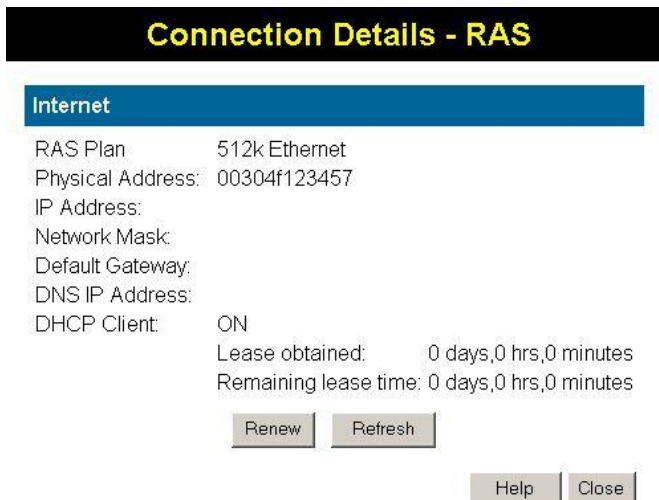 Connection Details - RAS
Internet
RAS Plan 512k Ethernet
Physical Address: 00304f123457
IP Address:
Network Mask:
Default Gateway:
DNS IP Address:
DHCP Client: ON
Lease obtained: 0 days,0 hrs,0 minutes
Remaining lease time: 0 days,0 hrs,0 minutes
Renew Refresh
Help Close